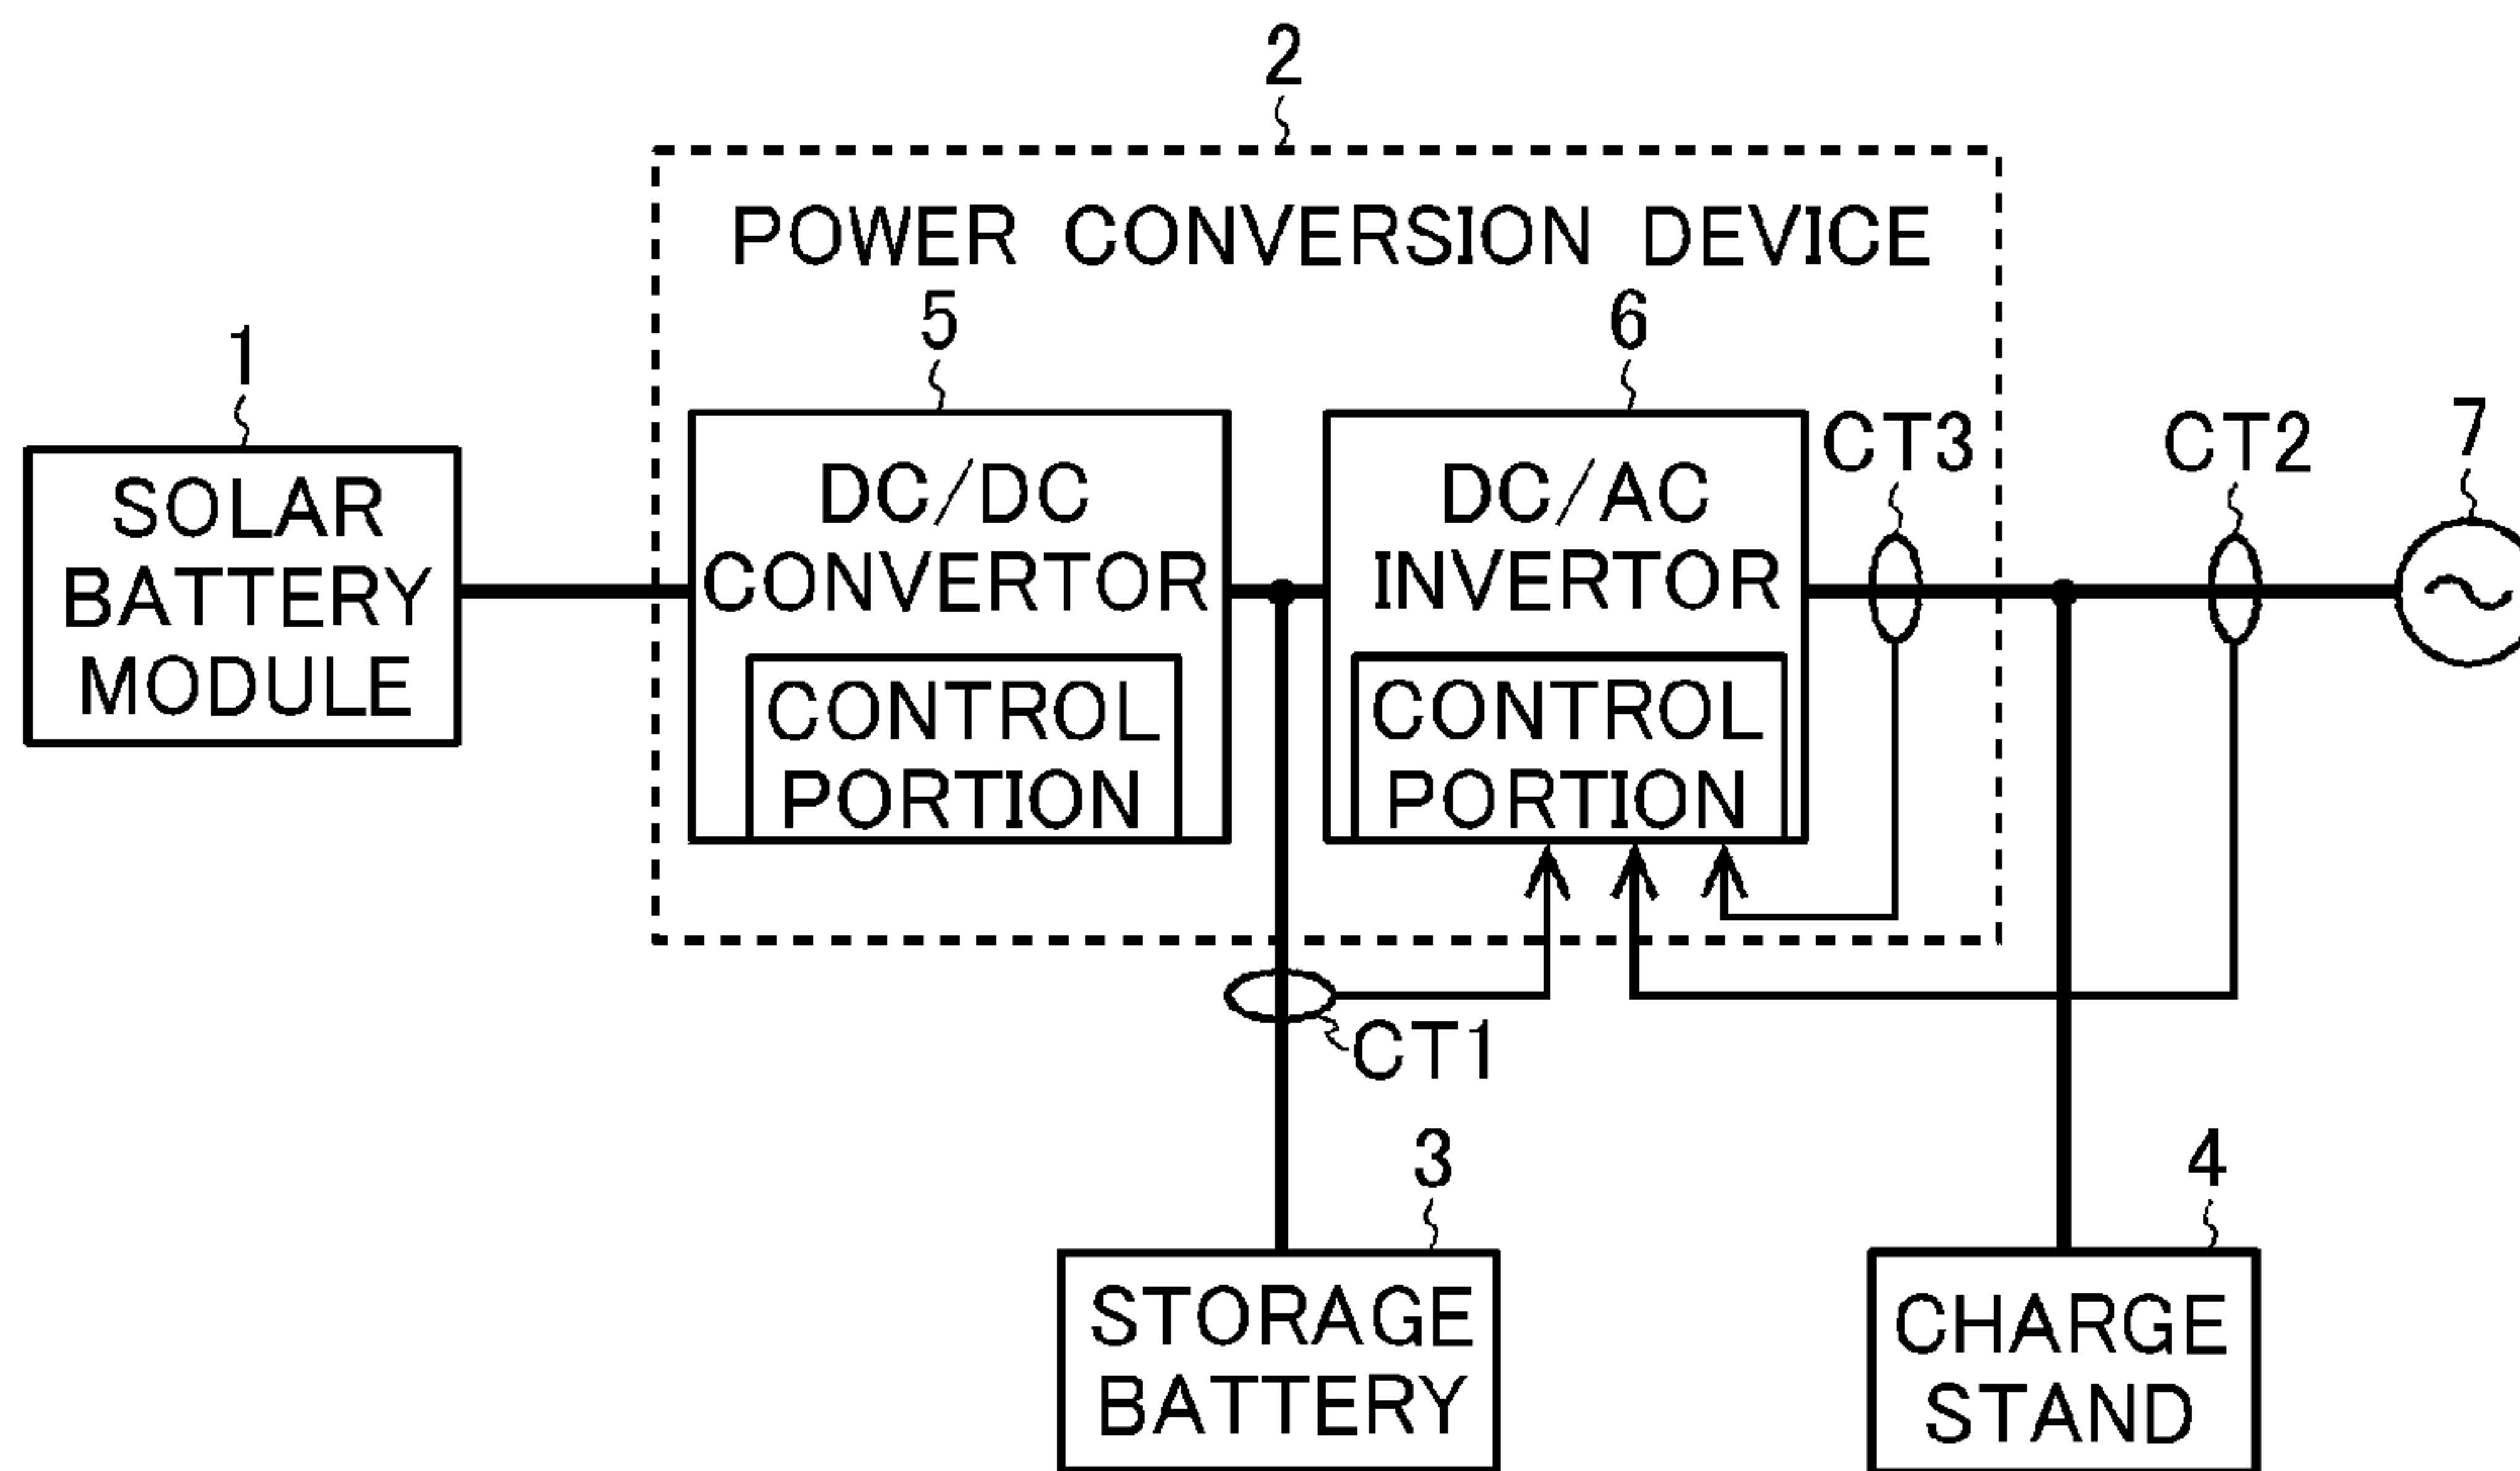 2
POWER CONVERSION DEVICE
1
5
6
CT3
CT2
7
SOLAR
BATTERY
MODULE
DC/DC
CONVERTOR
CONTROL
PORTION
DC/AC
INVERTOR
CONTROL
PORTION
CT1
3
4
STORAGE
BATTERY
CHARGE
STAND